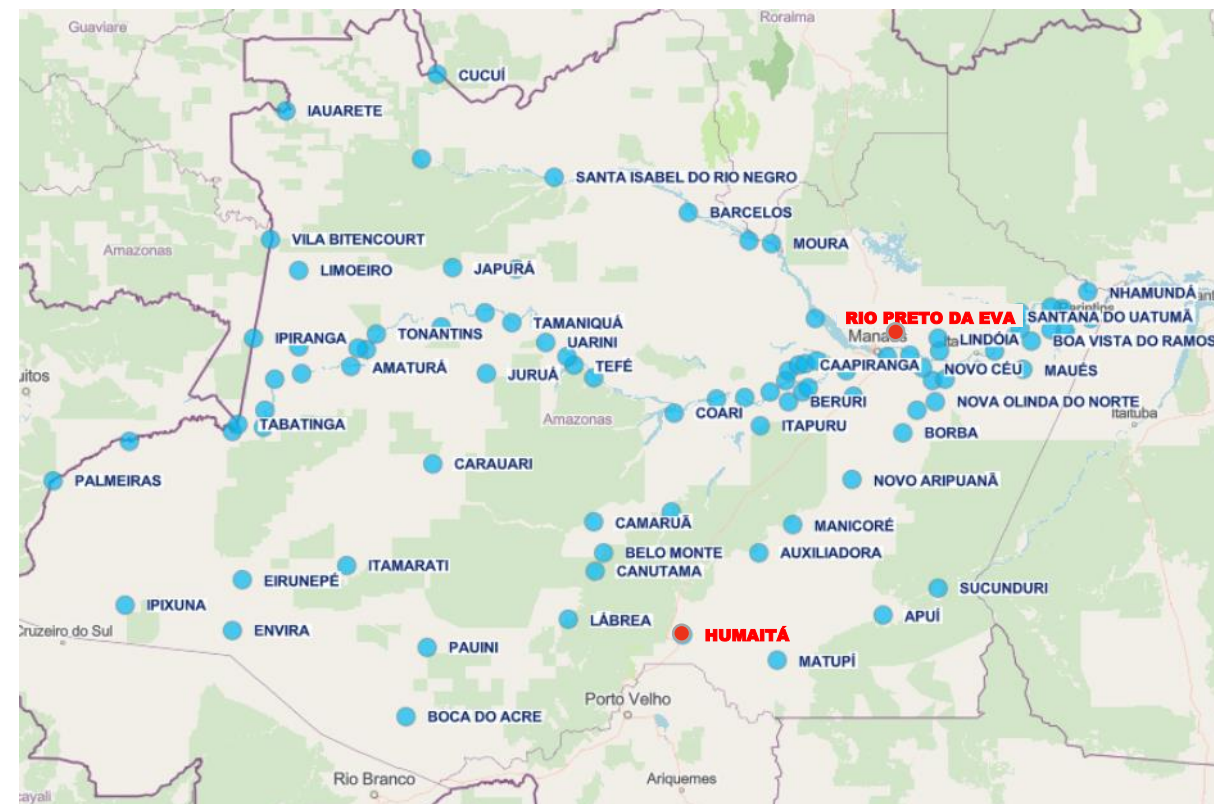 Guaviare
Roraima
CUCUÍ
IAUARETE
SANTA ISABEL DO RIO NEGRO
BARCELOS
VILA BITENCOURT
MOURA
Amazonas
LIMOEIRO
JAPURÁ
NHAMUNDÁ
Parintins
RIO PRETO DA EVA
SANTANA DO UATUMÃ
TAMANIQUÁ
IPIRANGA
TONANTINS
Manaus
LINDÓIA
BOA VISTA DO RAMOS
UARINI
TEFÉ
CAAPIRANGA
AMATURÁ
JURUÁ
NOVO CÉU
MAUÉS
BERURI
NOVA OLINDA DO NORTE
COARI
Itaituba
Amazonas
TABATINGA
ITAPURU
BORBA
CARAUARI
PALMEIRAS
NOVO ARIPUANÃ
CAMARUÃ
MANICORÉ
BELO MONTE
AUXILIADORA
ITAMARATI
CANUTAMA
EIRUNEPÉ
SUCUNDURI
IPIXUNA
APUÍ
LÁBREA
Cruzeiro do Sul
ENVIRA
HUMAITÁ
PAUINI
MATUPÍ
Porto Velho
BOCA DO ACRE
Rio Branco
Ariquemes